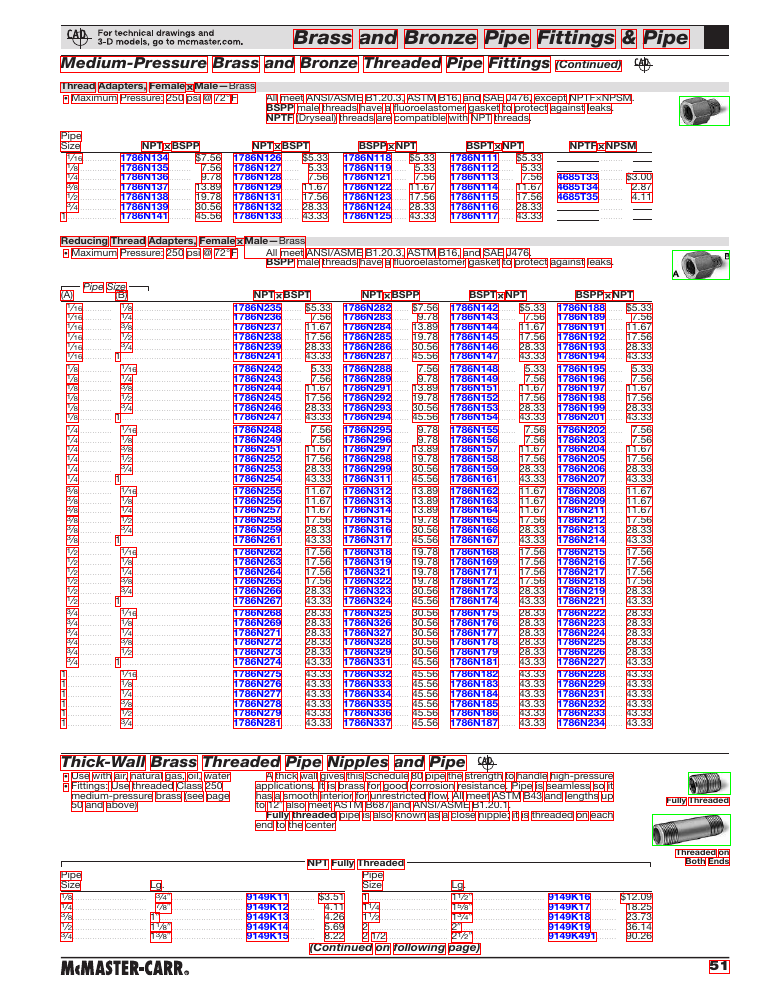 CAD For technical drawings and 3-D models, go to mcmaster.com.
Brass and Bronze Pipe Fittings & Pipe
Medium-Pressure Brass and Bronze Threaded Pipe Fittings (Continued) CAD
Thread Adapters, Female×Male—Brass
• Maximum Pressure: 250 psi @ 72°F
All meet ANSI/ASME B1.20.3, ASTM B16, and SAE J476, except NPTF×NPSM.
BSPP male threads have a fluoroelastomer gasket to protect against leaks.
NPTF (Dryseal) threads are compatible with NPT threads.
Pipe Size NPT×BSPP NPT×BSPT BSPP×NPT BSPT×NPT NPTF×NPSM
1/16 1786N134 $7.56 1786N126 $5.33 1786N118 $5.33 1786N111 $5.33
1/8 1786N135 7.56 1786N127 5.33 1786N119 5.33 1786N112 5.33
1/4 1786N136 9.78 1786N128 7.56 1786N121 7.56 1786N113 7.56 4685T33 $3.00
3/8 1786N137 13.89 1786N129 11.67 1786N122 11.67 1786N114 11.67 4685T34 2.87
1/2 1786N138 19.78 1786N131 17.56 1786N123 17.56 1786N115 17.56 4685T35 4.11
3/4 1786N139 30.56 1786N132 28.33 1786N124 28.33 1786N116 28.33
1 1786N141 45.56 1786N133 43.33 1786N125 43.33 1786N117 43.33
Reducing Thread Adapters, Female×Male—Brass
• Maximum Pressure: 250 psi @ 72°F
All meet ANSI/ASME B1.20.3, ASTM B16, and SAE J476.
BSPP male threads have a fluoroelastomer gasket to protect against leaks.
A B
Pipe Size
(A) (B) NPT×BSPT NPT×BSPP BSPT×NPT BSPP×NPT
1/16 1/8 1786N235 $5.33 1786N282 $7.56 1786N142 $5.33 1786N188 $5.33
1/16 1/4 1786N236 7.56 1786N283 9.78 1786N143 7.56 1786N189 7.56
1/16 3/8 1786N237 11.67 1786N284 13.89 1786N144 11.67 1786N191 11.67
1/16 1/2 1786N238 17.56 1786N285 19.78 1786N145 17.56 1786N192 17.56
1/16 3/4 1786N239 28.33 1786N286 30.56 1786N146 28.33 1786N193 28.33
1/16 1 1786N241 43.33 1786N287 45.56 1786N147 43.33 1786N194 43.33
1/8 1/16 1786N242 5.33 1786N288 7.56 1786N148 5.33 1786N195 5.33
1/8 1/4 1786N243 7.56 1786N289 9.78 1786N149 7.56 1786N196 7.56
1/8 3/8 1786N244 11.67 1786N291 13.89 1786N151 11.67 1786N197 11.67
1/8 1/2 1786N245 17.56 1786N292 19.78 1786N152 17.56 1786N198 17.56
1/8 3/4 1786N246 28.33 1786N293 30.56 1786N153 28.33 1786N199 28.33
1/8 1 1786N247 43.33 1786N294 45.56 1786N154 43.33 1786N201 43.33
1/4 1/16 1786N248 7.56 1786N295 9.78 1786N155 7.56 1786N202 7.56
1/4 1/8 1786N249 7.56 1786N296 9.78 1786N156 7.56 1786N203 7.56
1/4 3/8 1786N251 11.67 1786N297 13.89 1786N157 11.67 1786N204 11.67
1/4 1/2 1786N252 17.56 1786N298 19.78 1786N158 17.56 1786N205 17.56
1/4 3/4 1786N253 28.33 1786N299 30.56 1786N159 28.33 1786N206 28.33
1/4 1 1786N254 43.33 1786N311 45.56 1786N161 43.33 1786N207 43.33
3/8 1/16 1786N255 11.67 1786N312 13.89 1786N162 11.67 1786N208 11.67
3/8 1/8 1786N256 11.67 1786N313 13.89 1786N163 11.67 1786N209 11.67
3/8 1/4 1786N257 11.67 1786N314 13.89 1786N164 11.67 1786N211 11.67
3/8 1/2 1786N258 17.56 1786N315 19.78 1786N165 17.56 1786N212 17.56
3/8 3/4 1786N259 28.33 1786N316 30.56 1786N166 28.33 1786N213 28.33
3/8 1 1786N261 43.33 1786N317 45.56 1786N167 43.33 1786N214 43.33
1/2 1/16 1786N262 17.56 1786N318 19.78 1786N168 17.56 1786N215 17.56
1/2 1/8 1786N263 17.56 1786N319 19.78 1786N169 17.56 1786N216 17.56
1/2 1/4 1786N264 17.56 1786N321 19.78 1786N171 17.56 1786N217 17.56
1/2 3/8 1786N265 17.56 1786N322 19.78 1786N172 17.56 1786N218 17.56
1/2 3/4 1786N266 28.33 1786N323 30.56 1786N173 28.33 1786N219 28.33
1/2 1 1786N267 43.33 1786N324 45.56 1786N174 43.33 1786N221 43.33
3/4 1/16 1786N268 28.33 1786N325 30.56 1786N175 28.33 1786N222 28.33
3/4 1/8 1786N269 28.33 1786N326 30.56 1786N176 28.33 1786N223 28.33
3/4 1/4 1786N271 28.33 1786N327 30.56 1786N177 28.33 1786N224 28.33
3/4 3/8 1786N272 28.33 1786N328 30.56 1786N178 28.33 1786N225 28.33
3/4 1/2 1786N273 28.33 1786N329 30.56 1786N179 28.33 1786N226 28.33
3/4 1 1786N274 43.33 1786N331 45.56 1786N181 43.33 1786N227 43.33
1 1/16 1786N275 43.33 1786N332 45.56 1786N182 43.33 1786N228 43.33
1 1/8 1786N276 43.33 1786N333 45.56 1786N183 43.33 1786N229 43.33
1 1/4 1786N277 43.33 1786N334 45.56 1786N184 43.33 1786N231 43.33
1 3/8 1786N278 43.33 1786N335 45.56 1786N185 43.33 1786N232 43.33
1 1/2 1786N279 43.33 1786N336 45.56 1786N186 43.33 1786N233 43.33
1 3/4 1786N281 43.33 1786N337 45.56 1786N187 43.33 1786N234 43.33
Thick-Wall Brass Threaded Pipe Nipples and Pipe CAD
• Use with air, natural gas, oil, water
• Fittings: Use threaded Class 250
medium-pressure brass (see page
50 and above)
A thick wall gives this Schedule 80 pipe the strength to handle high-pressure
applications. It is brass for good corrosion resistance. Pipe is seamless so it
has a smooth interior for unrestricted flow. All meet ASTM B43 and lengths up
to 12" also meet ASTM B687 and ANSI/ASME B1.20.1.
Fully threaded pipe is also known as a close nipple; it is threaded on each
end to the center.
Fully Threaded
Threaded on
Both Ends
NPT Fully Threaded
Pipe Size Lg. Pipe Size Lg.
1/8 3/4" 9149K11 $3.51 1 1 1/2" 9149K16 $12.09
1/4 7/8" 9149K12 4.11 1 1/4 1 5/8" 9149K17 18.25
3/8 1" 9149K13 4.26 1 1/2 1 3/4" 9149K18 23.73
1/2 1 1/8" 9149K14 5.69 2 2" 9149K19 36.14
3/4 1 3/8" 9149K15 8.22 2 1/2 2 1/2" 9149K491 90.26
(Continued on following page)
McMASTER-CARR® 51